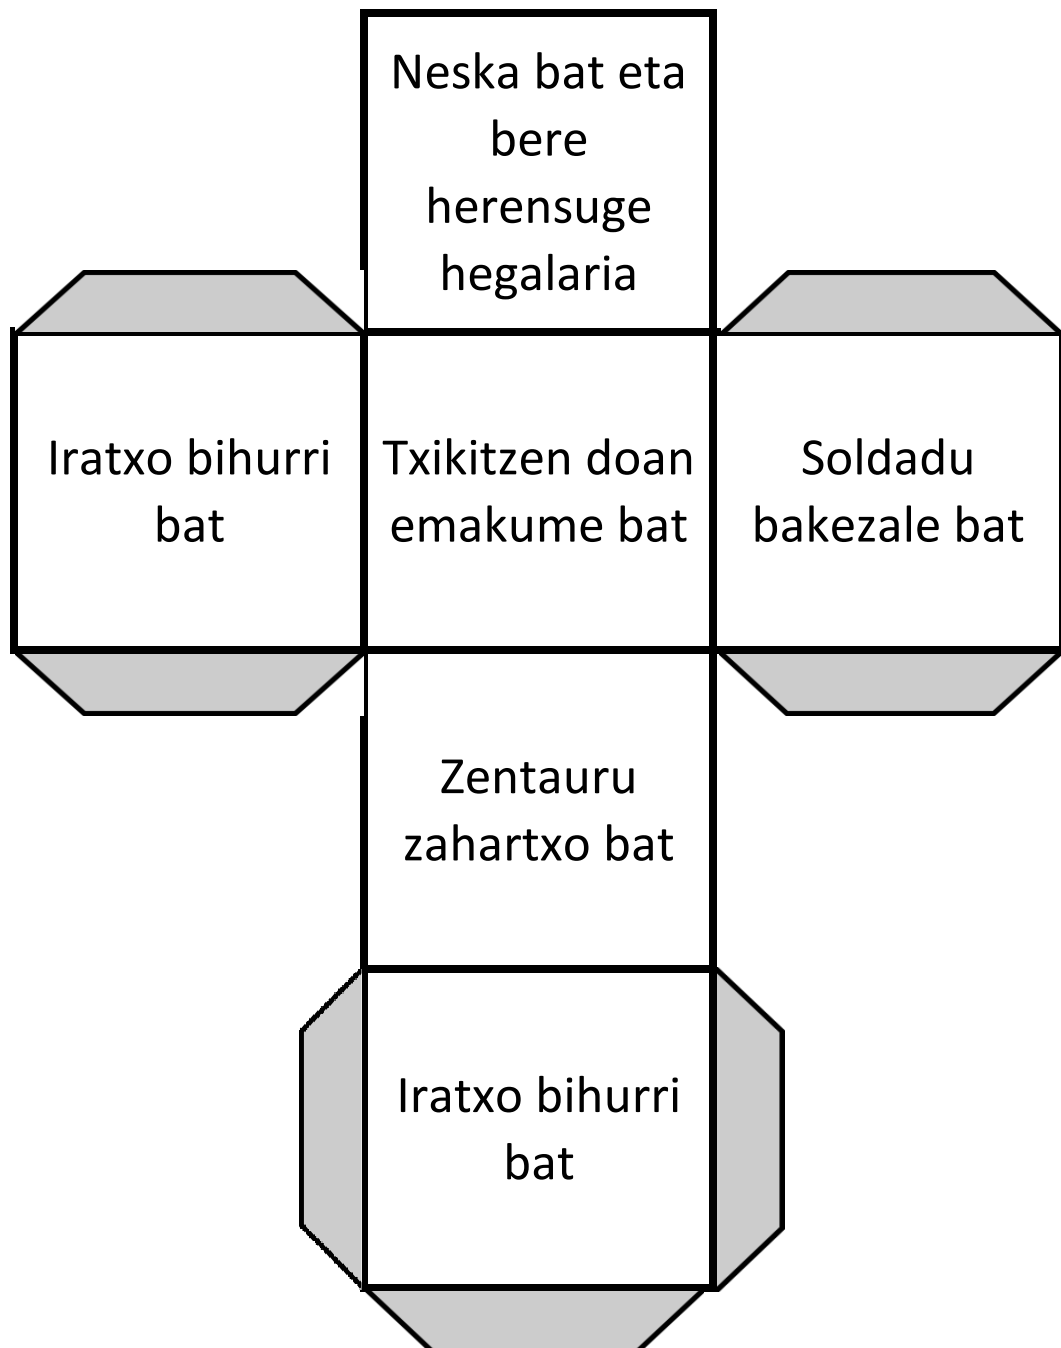 Neska bat eta
bere
herensuge
hegalaria
Iratxo bihurri
bat
Txikitzen doan
emakume bat
Soldadu
bakezale bat
Zentauru
zahartxo bat
Iratxo bihurri
bat